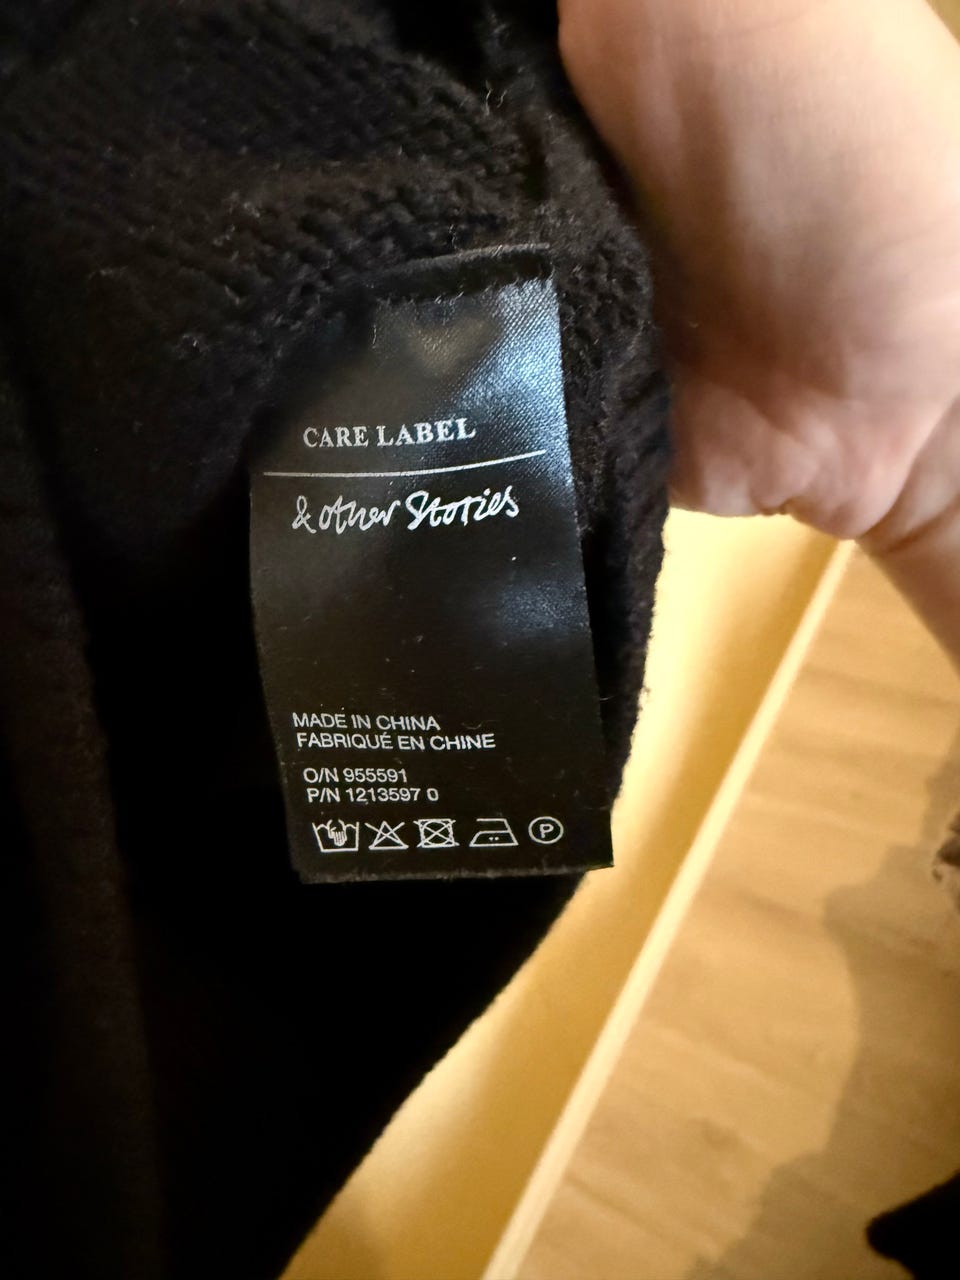 CARE LABEL
& other Stories
MADE IN CHINA
FABRIQUÉ EN CHINE
O/N 955591
P/N 1213597 0
P